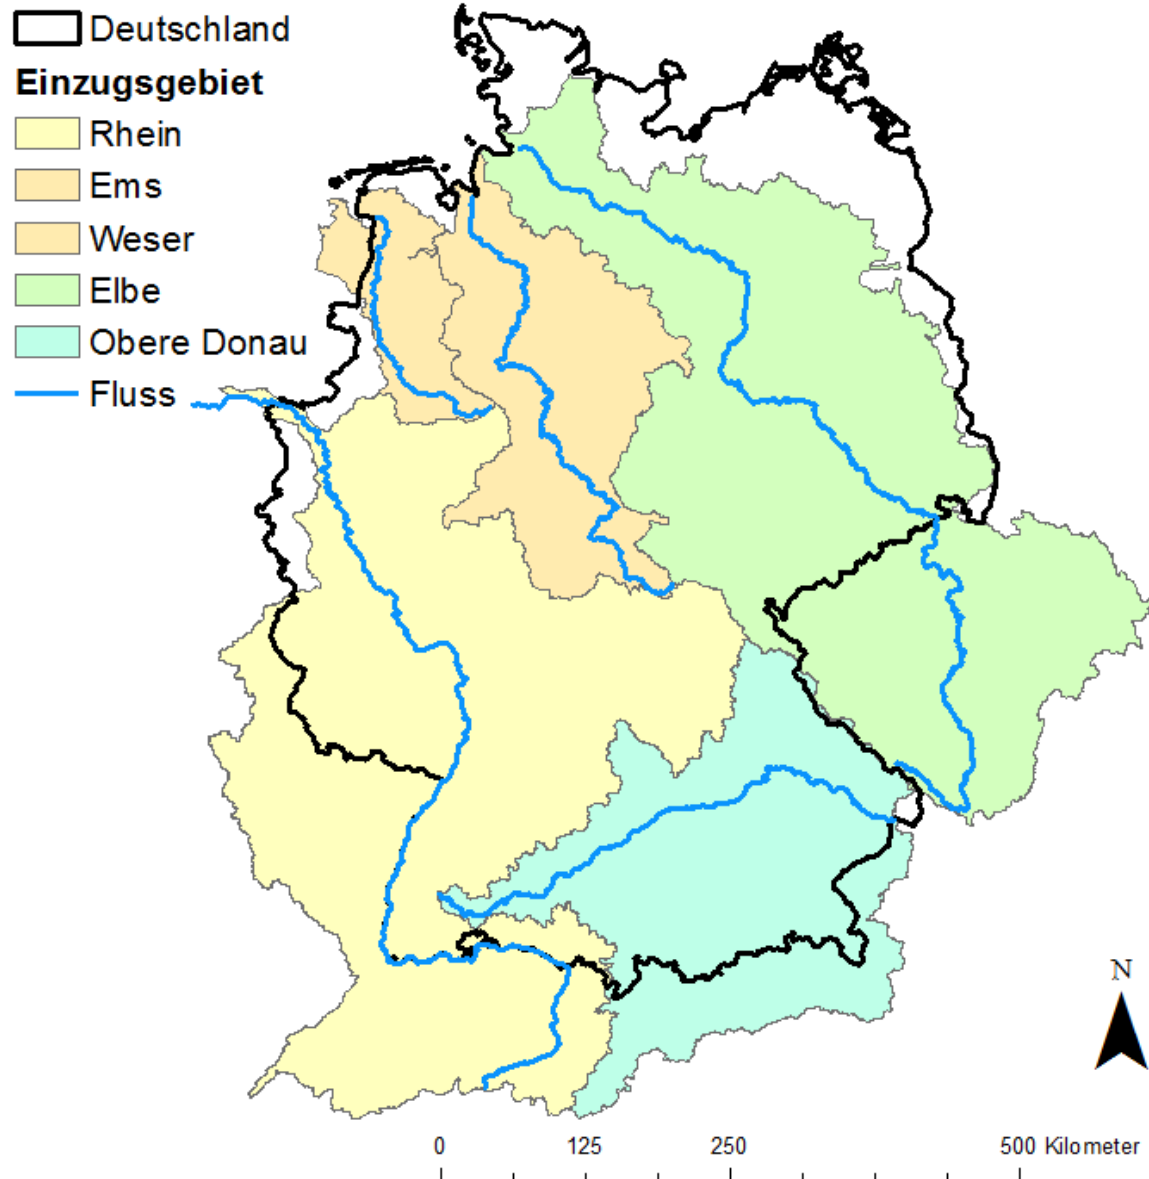 Deutschland
Einzugsgebiet
Rhein
Ems
Weser
Elbe
Obere Donau
Fluss
N
0 125 250 500 Kilometer